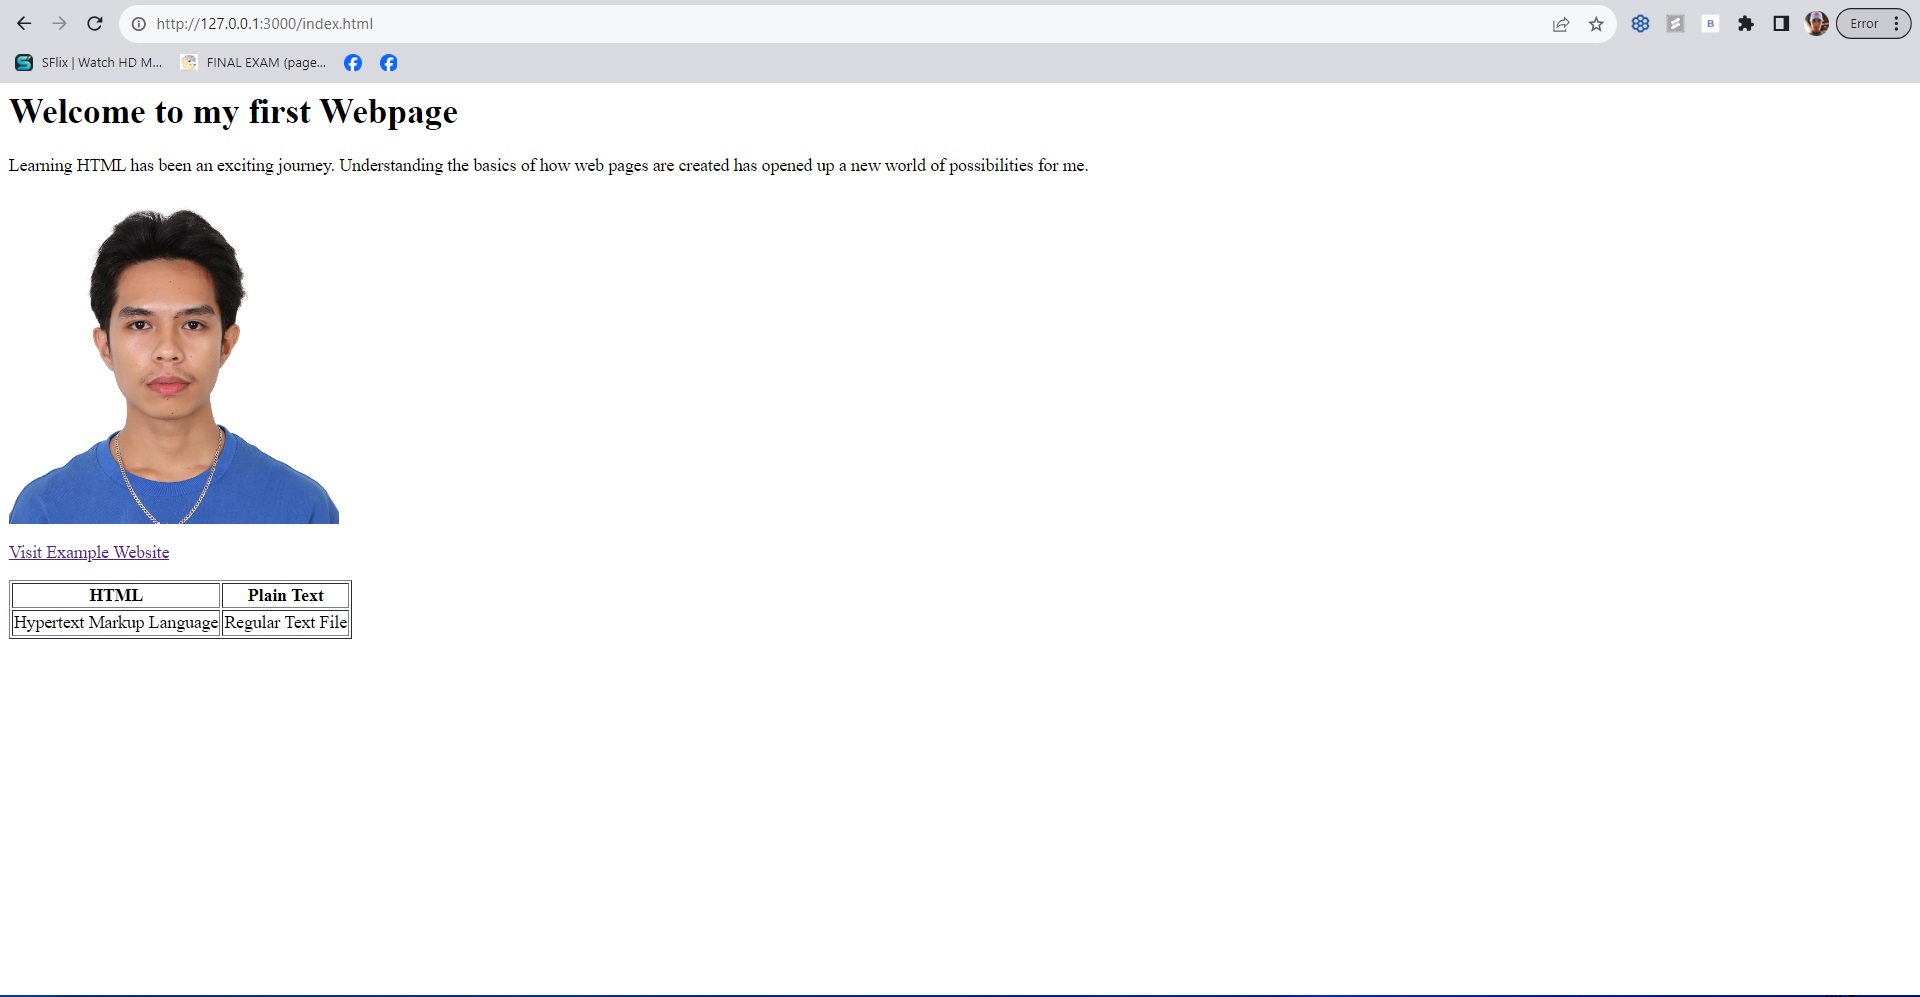 http://127.0.0.1:3000/index.html
B
Error
SFlix | Watch HD M...
FINAL EXAM (page...
Welcome to my first Webpage
Learning HTML has been an exciting journey. Understanding the basics of how web pages are created has opened up a new world of possibilities for me.
Visit Example Website
HTML Plain Text
Hypertext Markup Language Regular Text File